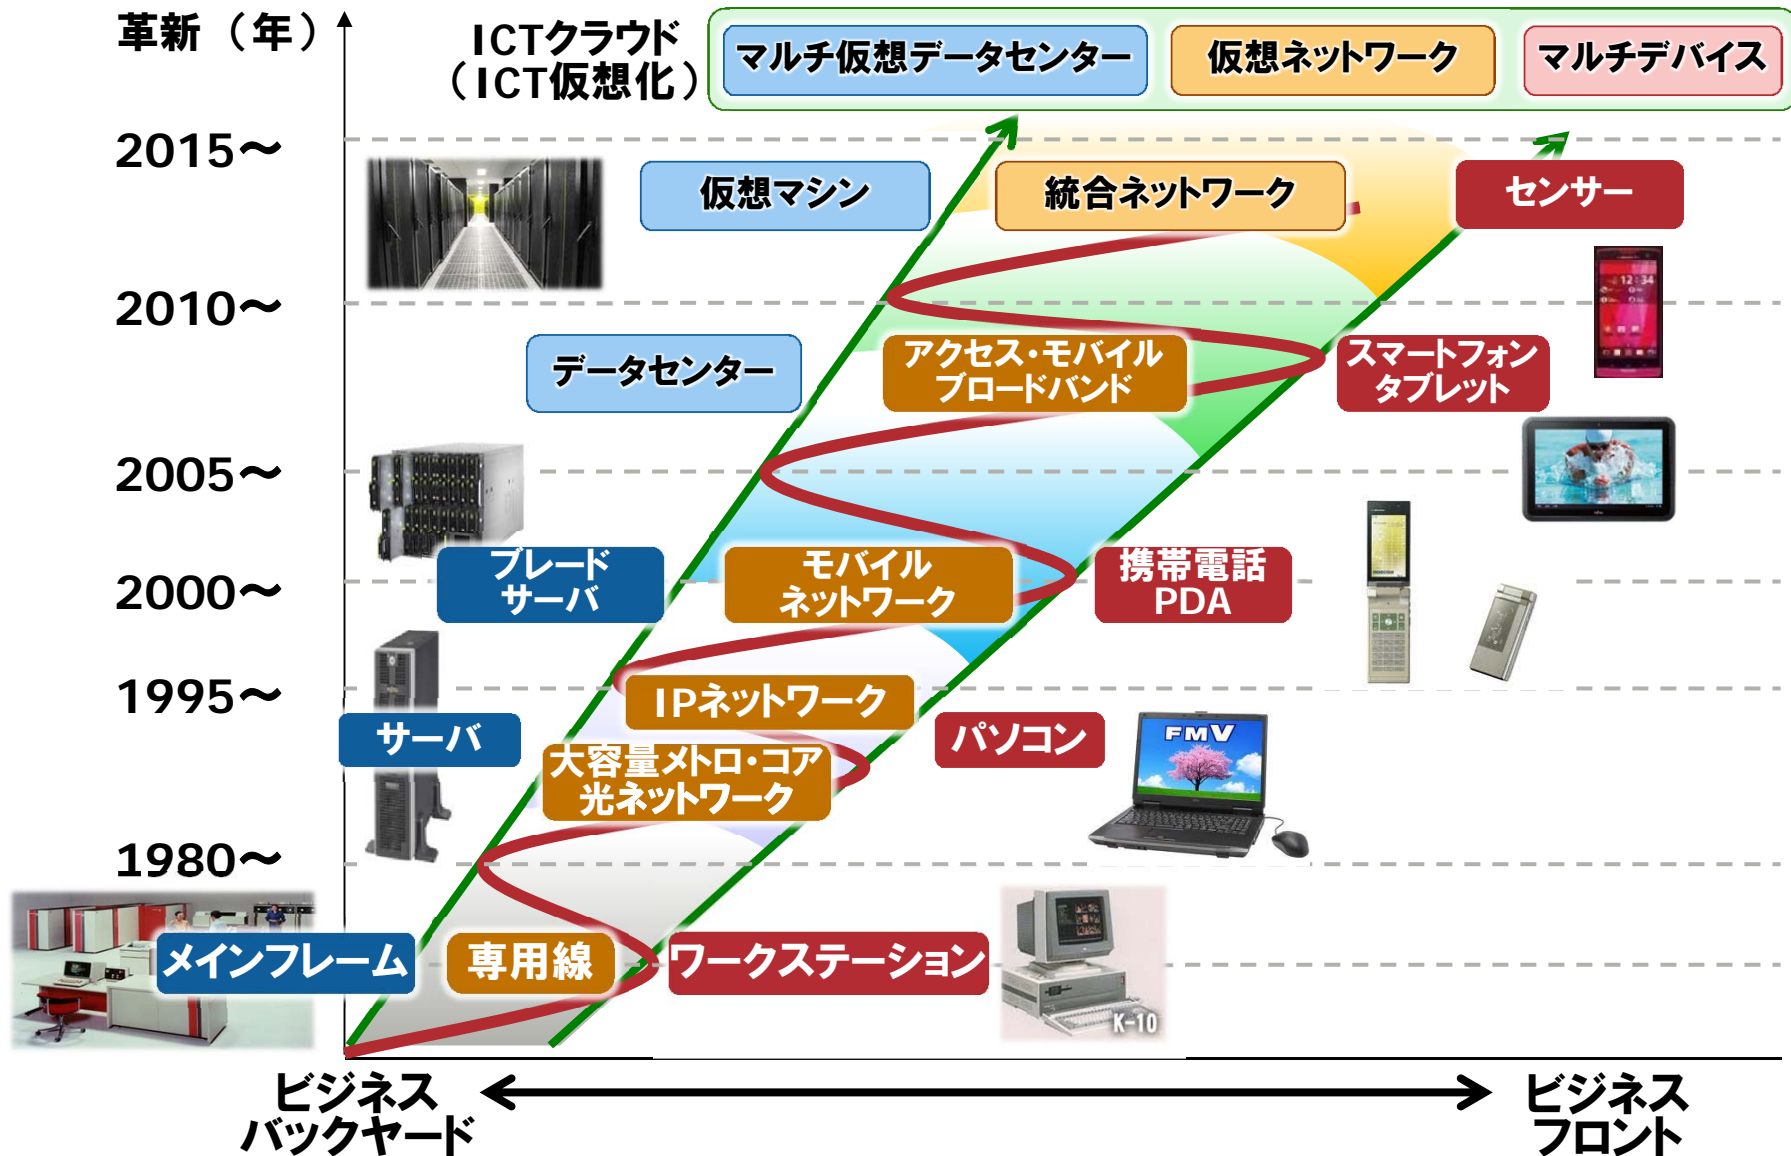 革新（年）
ICTクラウド
（ICT仮想化）
マルチ仮想データセンター
仮想ネットワーク
マルチデバイス
2015～
仮想マシン
統合ネットワーク
センサー
12:34
2010～
データセンター
アクセス・モバイル
ブロードバンド
スマートフォン
タブレット
2005～
ブレード
サーバ
モバイル
ネットワーク
携帯電話
PDA
2000～
1995～
IPネットワーク
サーバ
パソコン
FMV
大容量メトロ・コア
光ネットワーク
1980～
メインフレーム
専用線
ワークステーション
K-10
ビジネス
バックヤード
ビジネス
フロント